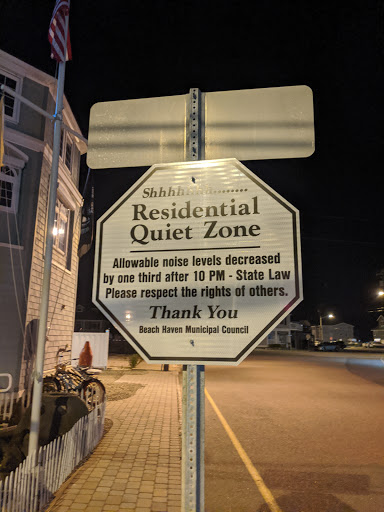 Shhhhhhhh.........
Residential
Quiet Zone
Allowable noise levels decreased
by one third after 10 PM - State Law
Please respect the rights of others.
Thank You
Beach Haven Municipal Council